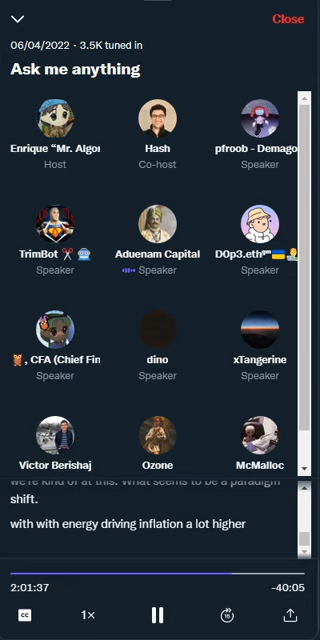 Close
06/04/2022 · 3.5K tuned in
Ask me anything
Enrique “Mr. Algor
Hash
pfroob - Demago
Host
Co-host
Speaker
TrimBot ✂️ 🤖
Aduenam Capital
D0p3.eth
Speaker
Speaker
Speaker
🦉, CFA (Chief Fin
dino
xTangerine
Speaker
Speaker
Speaker
Victor Berishaj
Ozone
McMalloc
we're kind of at this. What seems to be a paradigm
shift.
with with energy driving inflation a lot higher
2:01:37
-40:05
CC
1×
15